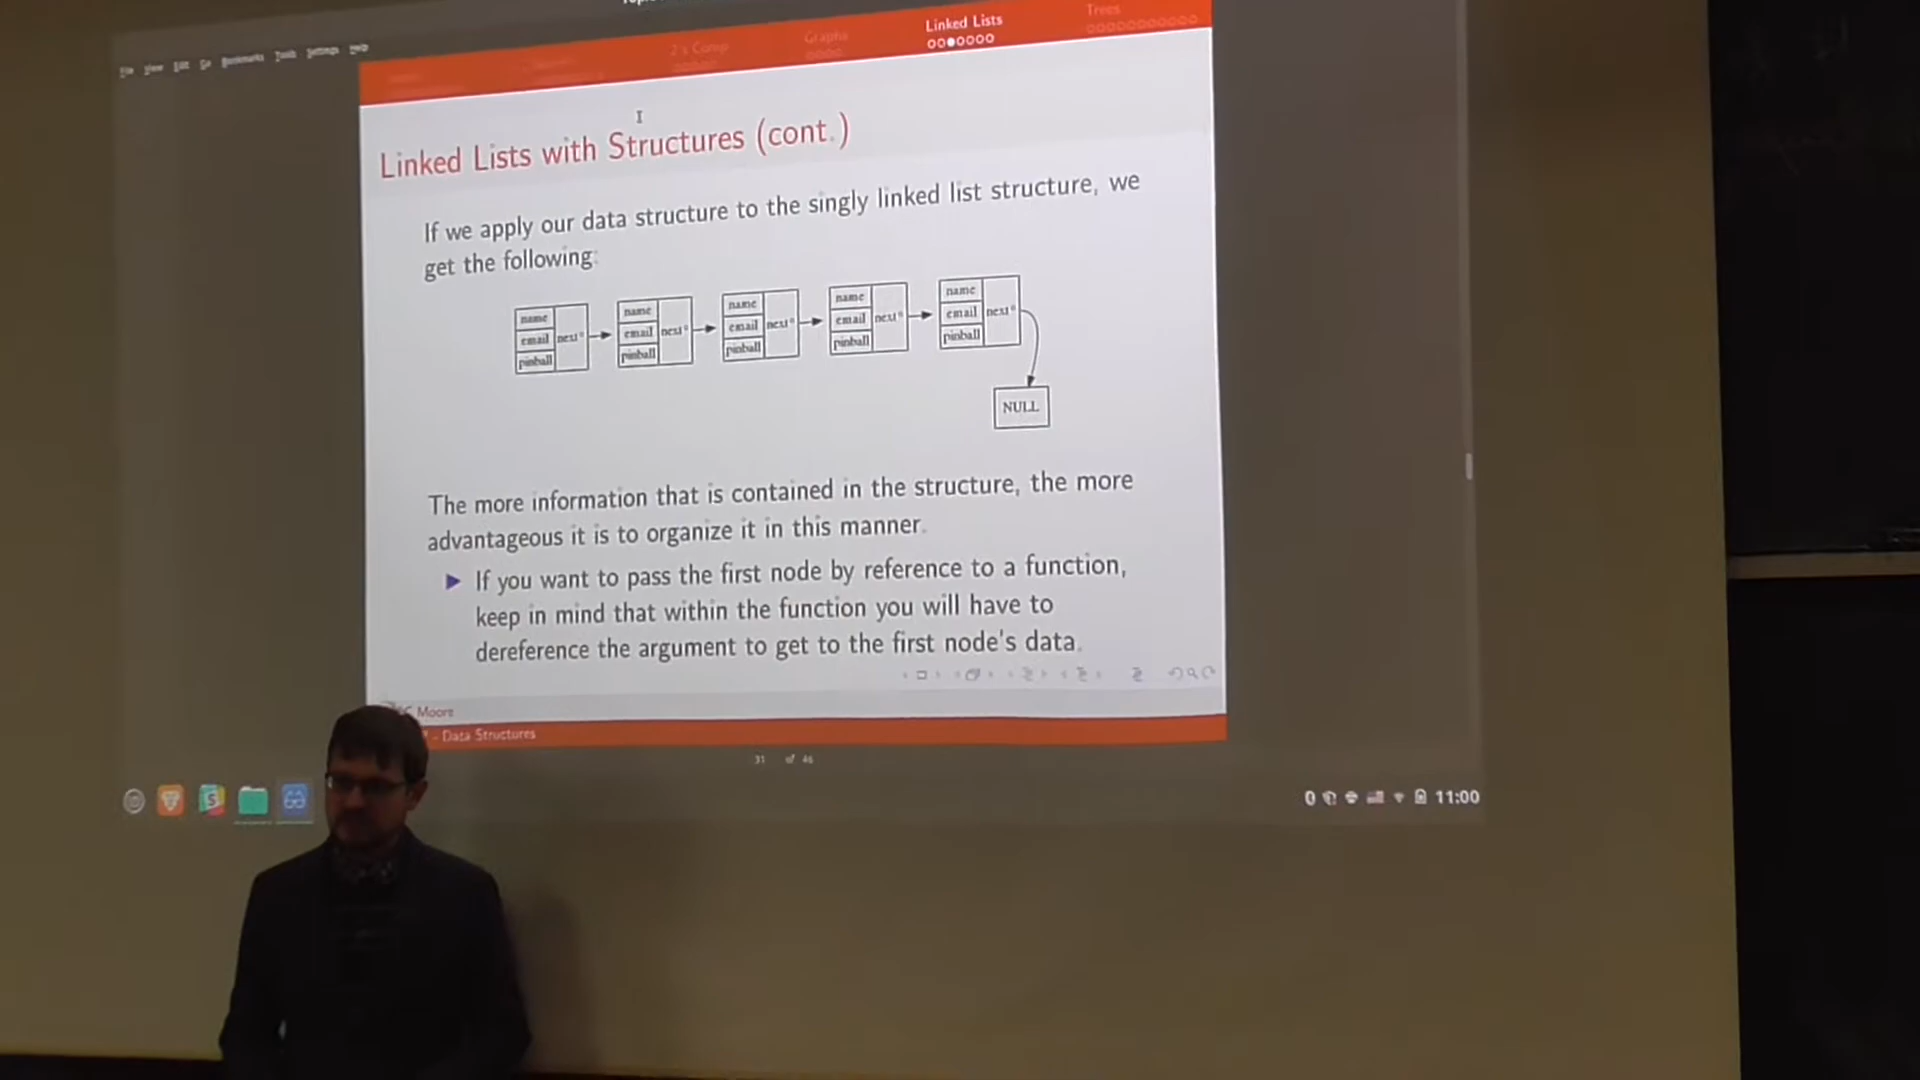 File View Edit Go Bookmarks Tools Settings Help
2's Comp Graphs Linked Lists Trees
Linked Lists with Structures (cont.)
If we apply our data structure to the singly linked list structure, we
get the following:
name name name name name
email next* email next* email next* email next* email next*
pinball pinball pinball pinball pinball
NULL
The more information that is contained in the structure, the more
advantageous it is to organize it in this manner.
If you want to pass the first node by reference to a function,
keep in mind that within the function you will have to
dereference the argument to get to the first node's data.
Moore
- Data Structures
31 of 46
0 11:00